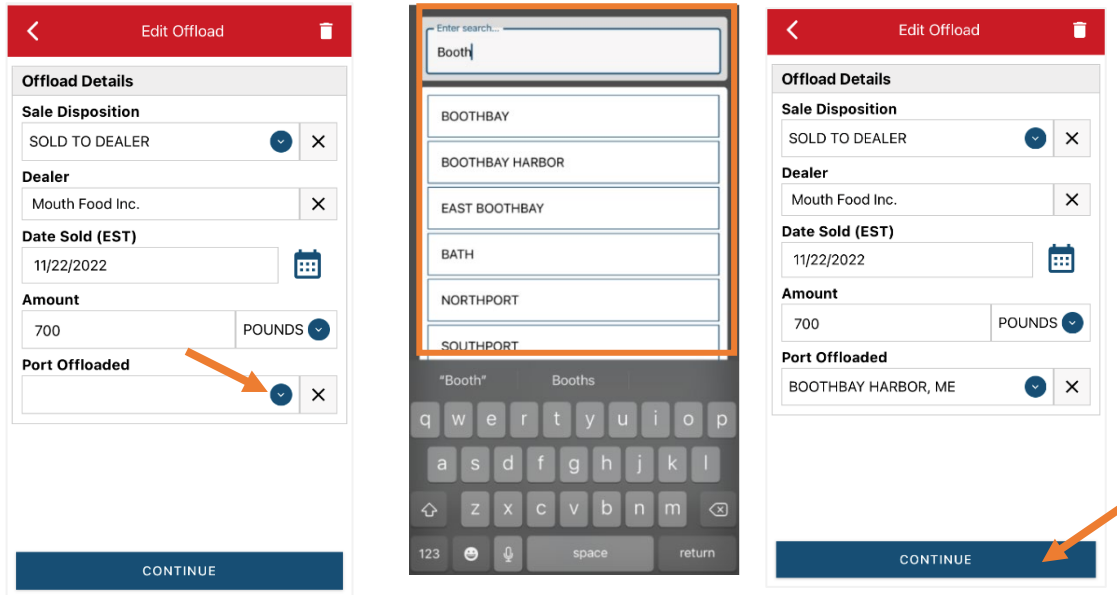 Edit Offload
Offload Details
Sale Disposition
SOLD TO DEALER
Dealer
Mouth Food Inc.
Date Sold (EST)
11/22/2022
Amount
700 POUNDS
Port Offloaded
CONTINUE
Enter search...
Booth
BOOTHBAY
BOOTHBAY HARBOR
EAST BOOTHBAY
BATH
NORTHPORT
SOUTHPORT
"Booth" Booths
q w e r t y u i o p
a s d f g h j k l
z x c v b n m
123 space return
Edit Offload
Offload Details
Sale Disposition
SOLD TO DEALER
Dealer
Mouth Food Inc.
Date Sold (EST)
11/22/2022
Amount
700 POUNDS
Port Offloaded
BOOTHBAY HARBOR, ME
CONTINUE